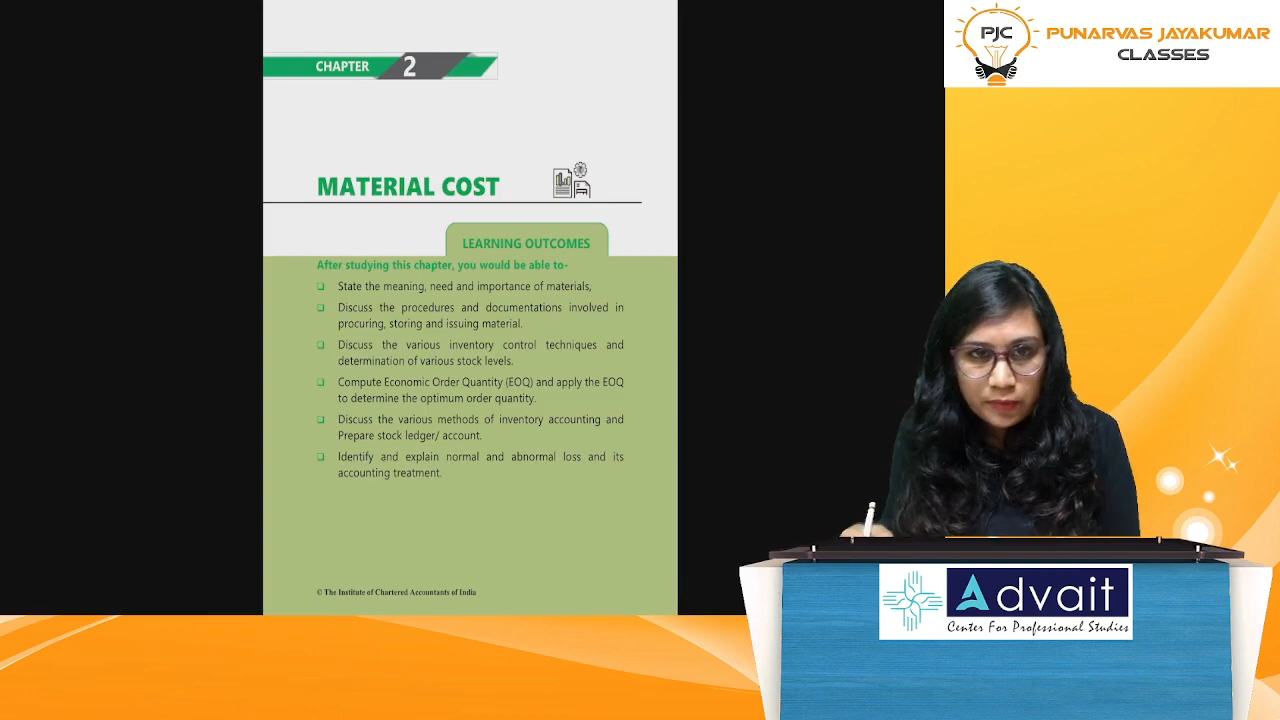 CHAPTER 2
MATERIAL COST
LEARNING OUTCOMES
After studying this chapter, you would be able to-
❑ State the meaning, need and importance of materials,
❑ Discuss the procedures and documentations involved in
procuring, storing and issuing material.
❑ Discuss the various inventory control techniques and
determination of various stock levels.
❑ Compute Economic Order Quantity (EOQ) and apply the EOQ
to determine the optimum order quantity.
❑ Discuss the various methods of inventory accounting and
Prepare stock ledger/ account.
❑ Identify and explain normal and abnormal loss and its
accounting treatment.
© The Institute of Chartered Accountants of India
PJC
PUNARVAS JAYAKUMAR
CLASSES
Advait
Center For Professional Studies